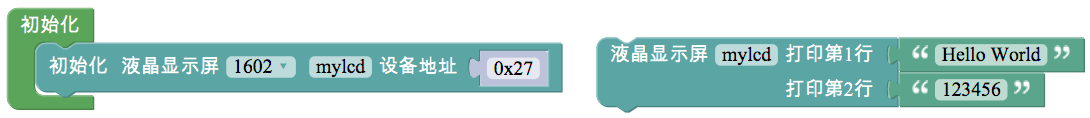 初始化
初始化 液晶显示屏 1602 mylcd 设备地址 0x27
液晶显示屏 mylcd 打印第1行 “ Hello World ”
打印第2行 “ 123456 ”